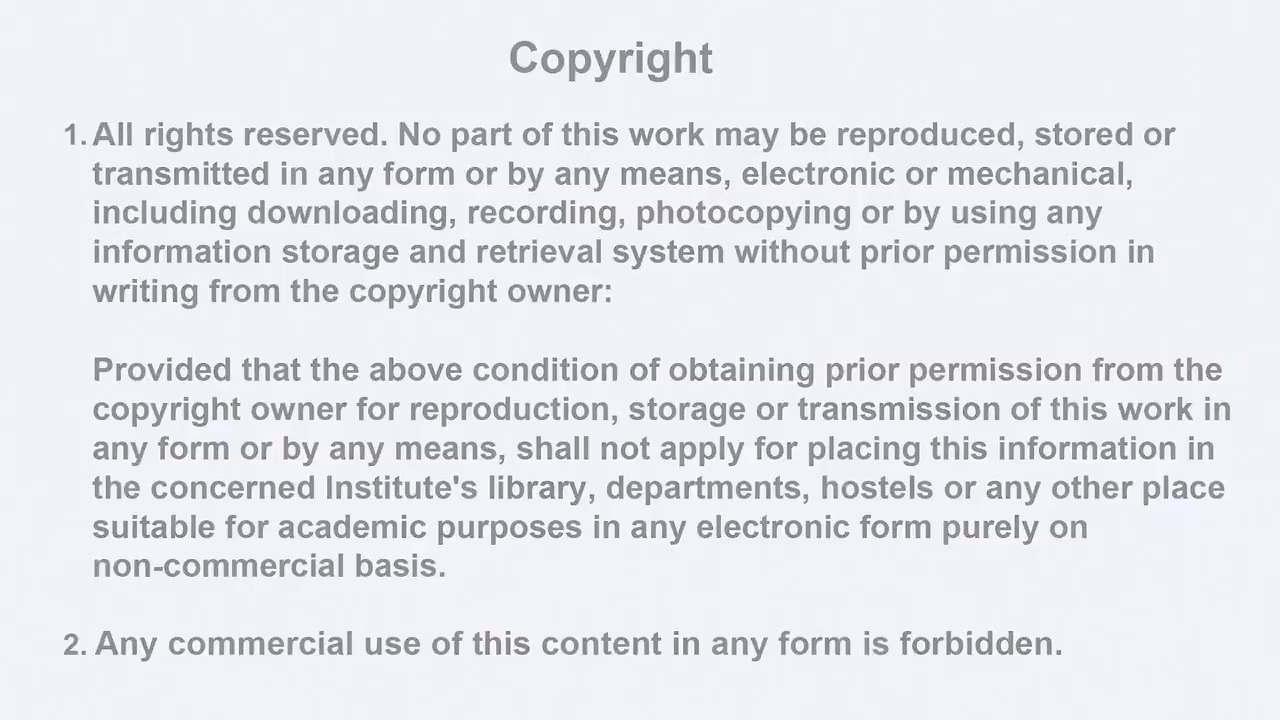 Copyright
1. All rights reserved. No part of this work may be reproduced, stored or
transmitted in any form or by any means, electronic or mechanical,
including downloading, recording, photocopying or by using any
information storage and retrieval system without prior permission in
writing from the copyright owner:
Provided that the above condition of obtaining prior permission from the
copyright owner for reproduction, storage or transmission of this work in
any form or by any means, shall not apply for placing this information in
the concerned Institute's library, departments, hostels or any other place
suitable for academic purposes in any electronic form purely on
non-commercial basis.
2. Any commercial use of this content in any form is forbidden.